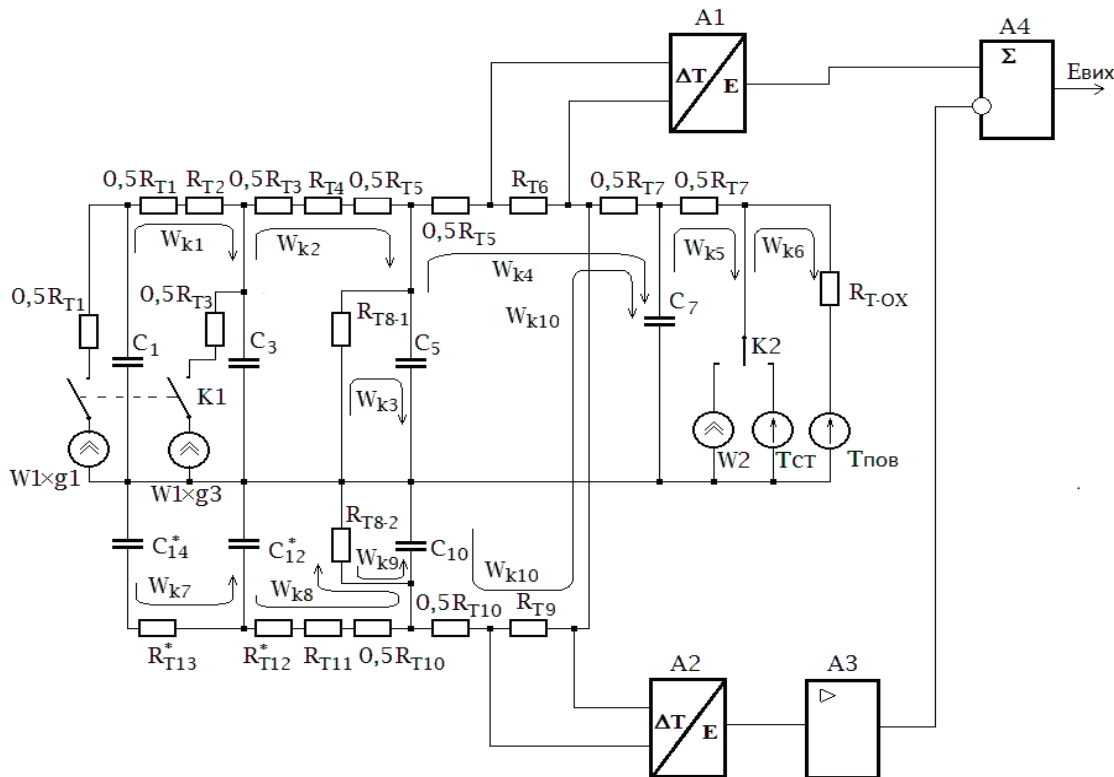 A1
A4
ΔT
E
Σ
Eвих
0,5RT1
RT2
0,5RT3
RT4
0,5RT5
RT6
0,5RT7
0,5RT7
0,5RT5
Wk1
Wk2
Wk4
Wk5
Wk6
Wk10
0,5RT1
0,5RT3
RT8-1
C7
RT-OX
C1
C3
C5
K2
K1
Wk3
W1×g1
W1×g3
W2
Tст
Tпов
RT8-2
C*14
C*12
C10
Wk9
Wk10
Wk7
Wk8
0,5RT10
RT9
R*T13
R*T12
RT11
0,5RT10
A2
A3
ΔT
E
▷